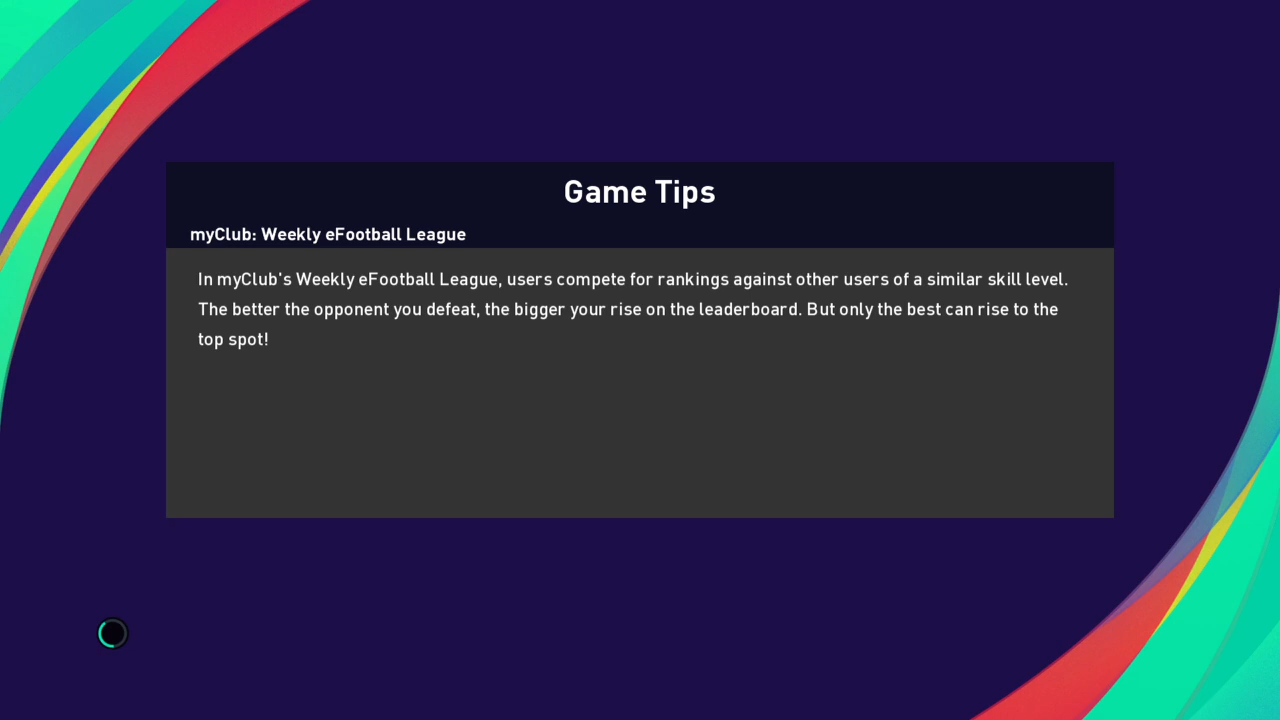 Game Tips
myClub: Weekly eFootball League
In myClub's Weekly eFootball League, users compete for rankings against other users of a similar skill level.
The better the opponent you defeat, the bigger your rise on the leaderboard. But only the best can rise to the
top spot!